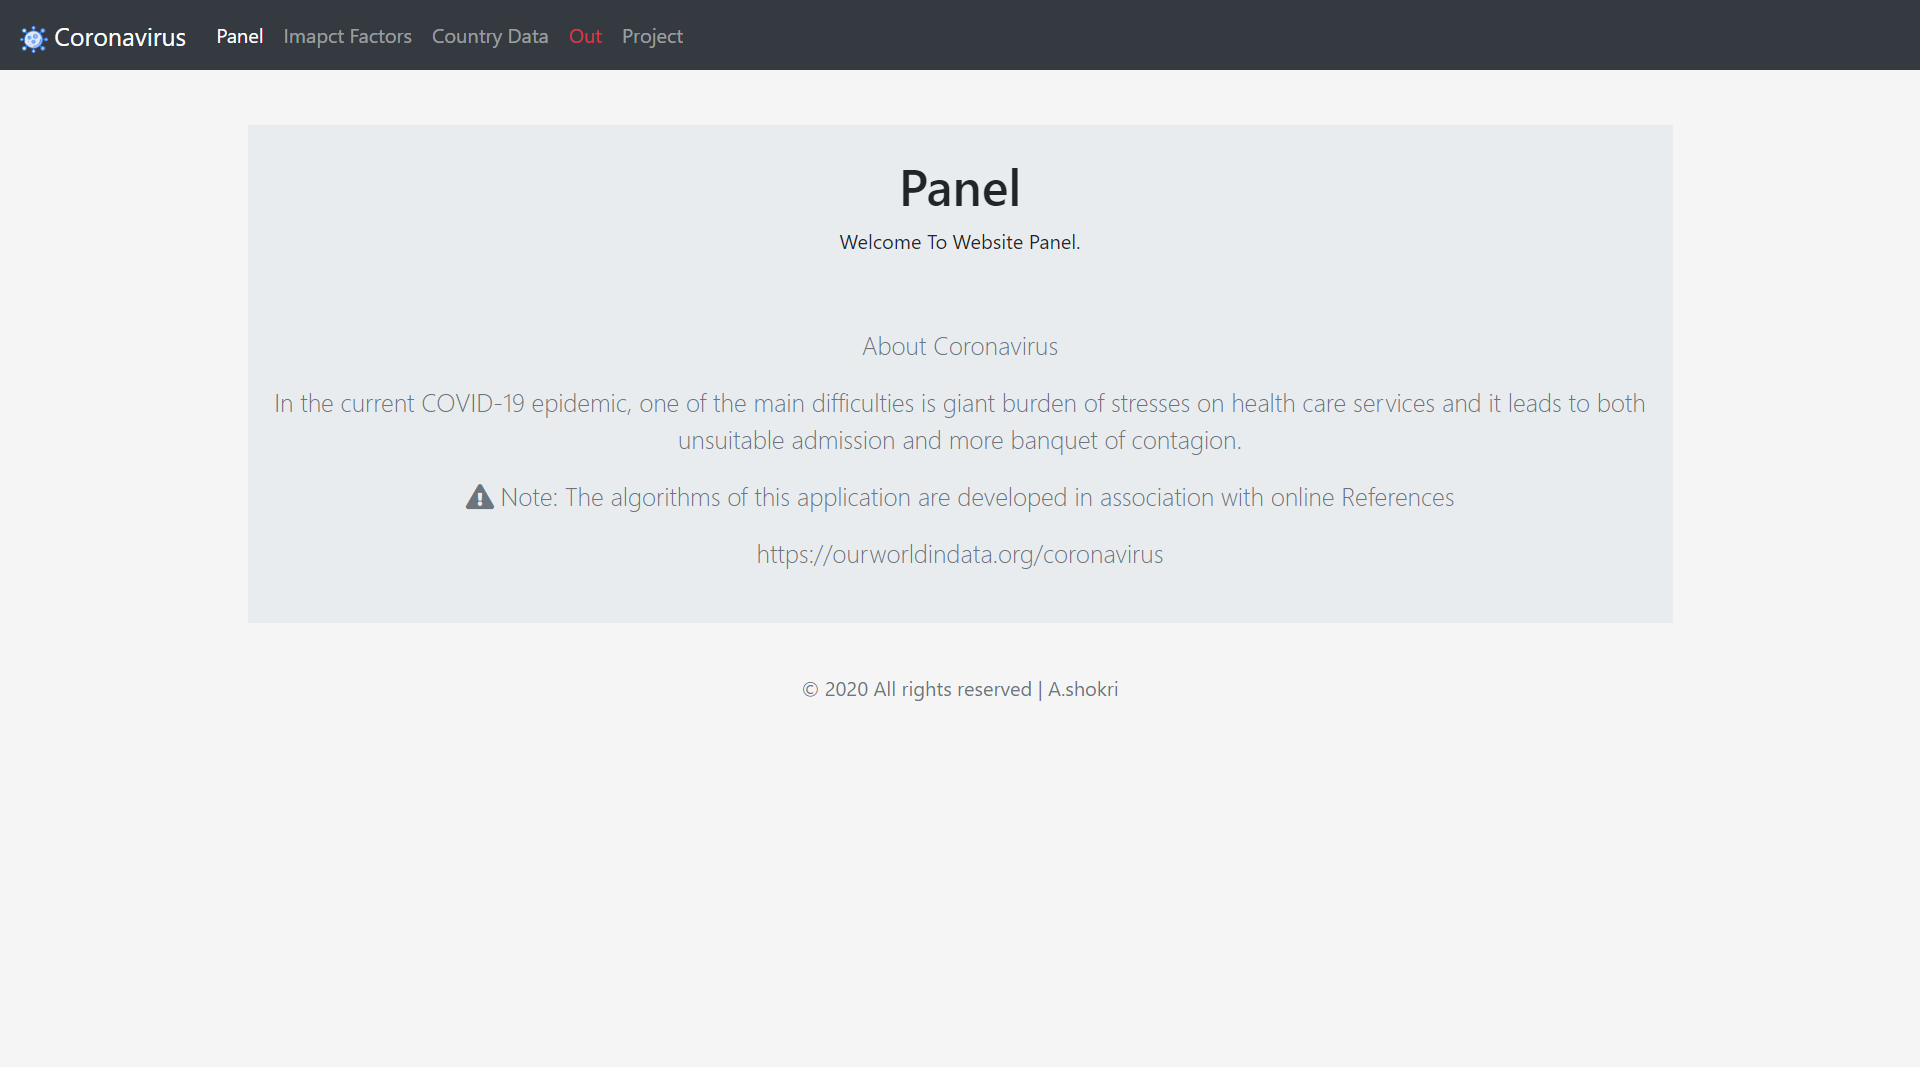 Coronavirus Panel Imapct Factors Country Data Out Project
Panel
Welcome To Website Panel.
About Coronavirus
In the current COVID-19 epidemic, one of the main difficulties is giant burden of stresses on health care services and it leads to both
unsuitable admission and more banquet of contagion.
Note: The algorithms of this application are developed in association with online References
https://ourworldindata.org/coronavirus
© 2020 All rights reserved | A.shokri